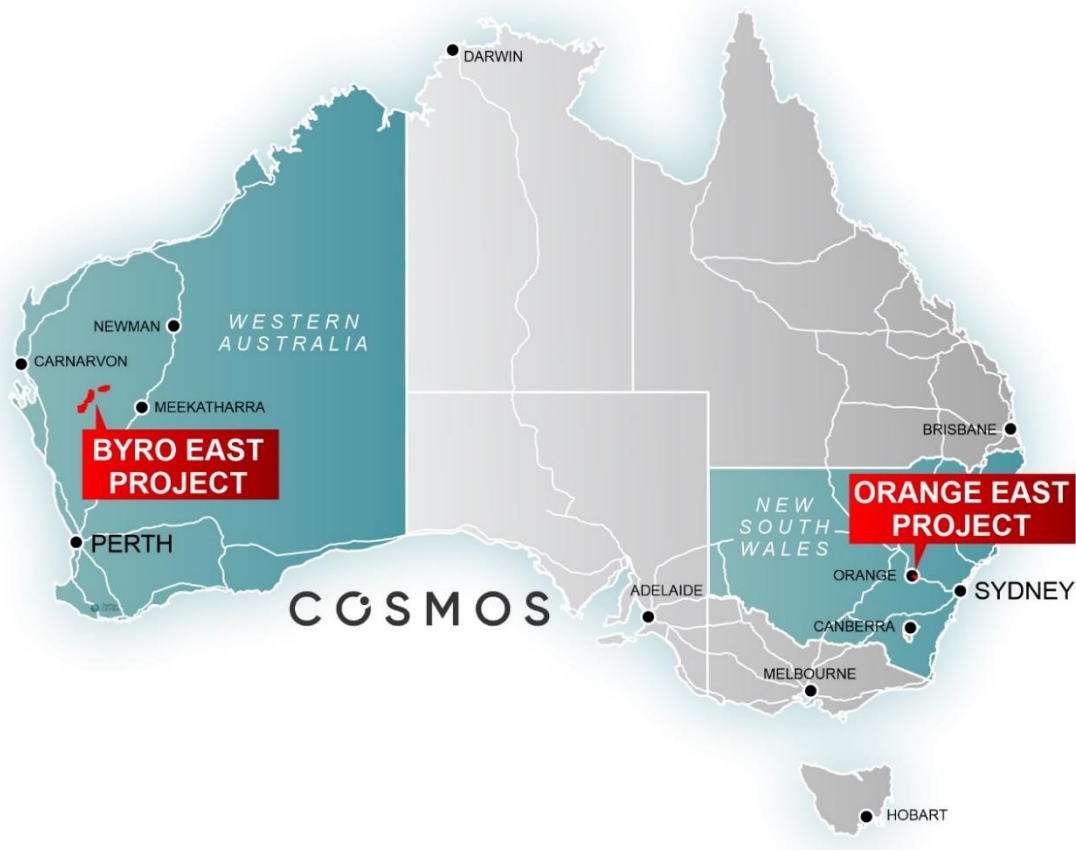 DARWIN
NEWMAN
WESTERN
AUSTRALIA
CARNARVON
MEEKATHARRA
BYRO EAST
PROJECT
PERTH
COSMOS
BRISBANE
ORANGE EAST
PROJECT
NEW
SOUTH
WALES
ORANGE
SYDNEY
ADELAIDE
CANBERRA
MELBOURNE
HOBART